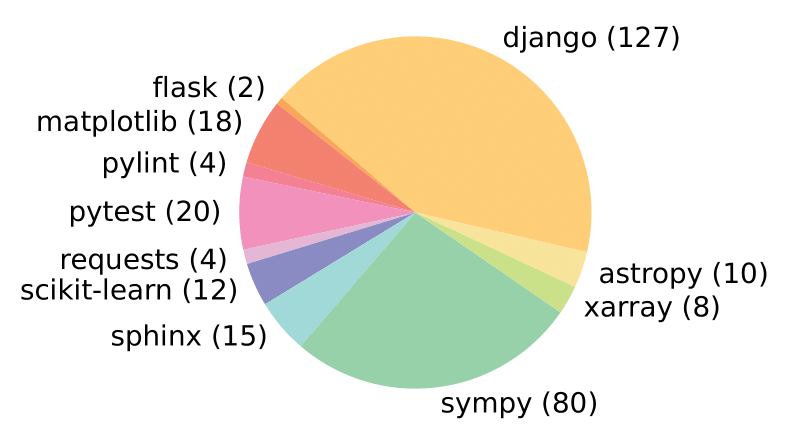 django (127)
flask (2)
matplotlib (18)
pylint (4)
pytest (20)
requests (4)
scikit-learn (12)
sphinx (15)
astropy (10)
xarray (8)
sympy (80)